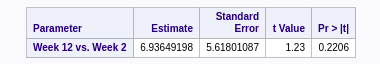 Parameter Estimate Standard Error t Value Pr > |t|
Week 12 vs. Week 2 6.93649198 5.61801087 1.23 0.2206